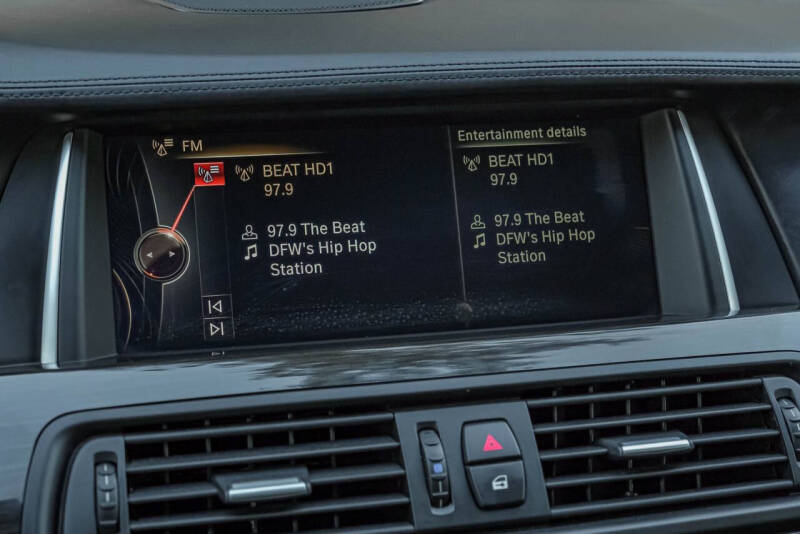 FM
BEAT HD1
97.9
97.9 The Beat
DFW's Hip Hop
Station
Entertainment details
BEAT HD1
97.9
97.9 The Beat
DFW's Hip Hop
Station